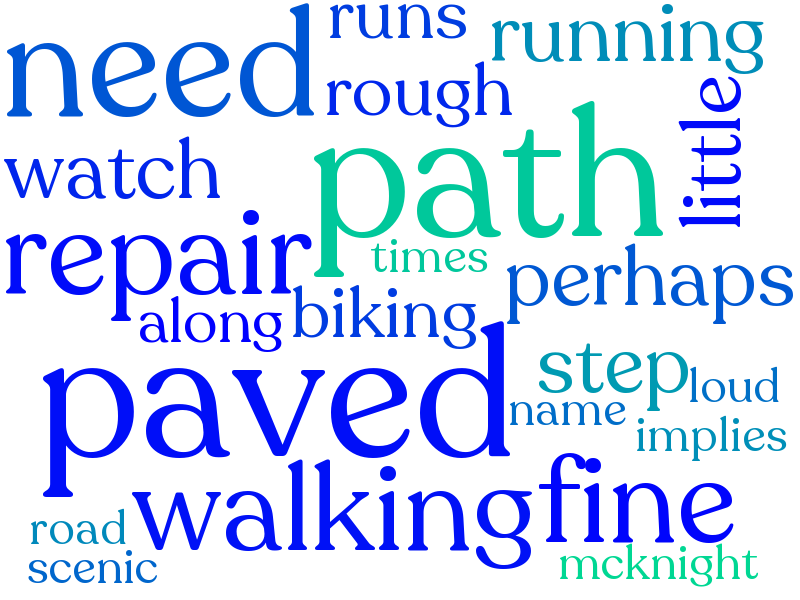 need
runs
running
rough
little
watch
path
repair
times
perhaps
along
biking
paved
step
loud
name
implies
walking
fine
road
scenic
mcknight